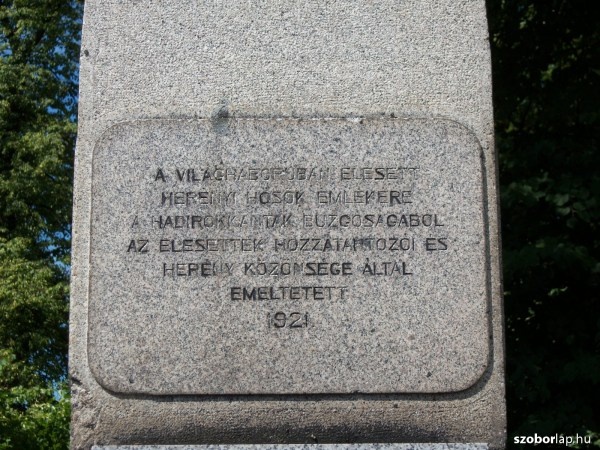 A VILÁGHÁBORÚBAN ELESETT
HERÉNYI HŐSÖK EMLÉKÉRE
A HADIROKKANTAK BUZGÓSÁGÁBÓL
AZ ELESETTEK HOZZÁTARTOZÓI ÉS
HERÉNY KÖZÖNSÉGE ÁLTAL
EMELTETETT
1921
szoborlap.hu